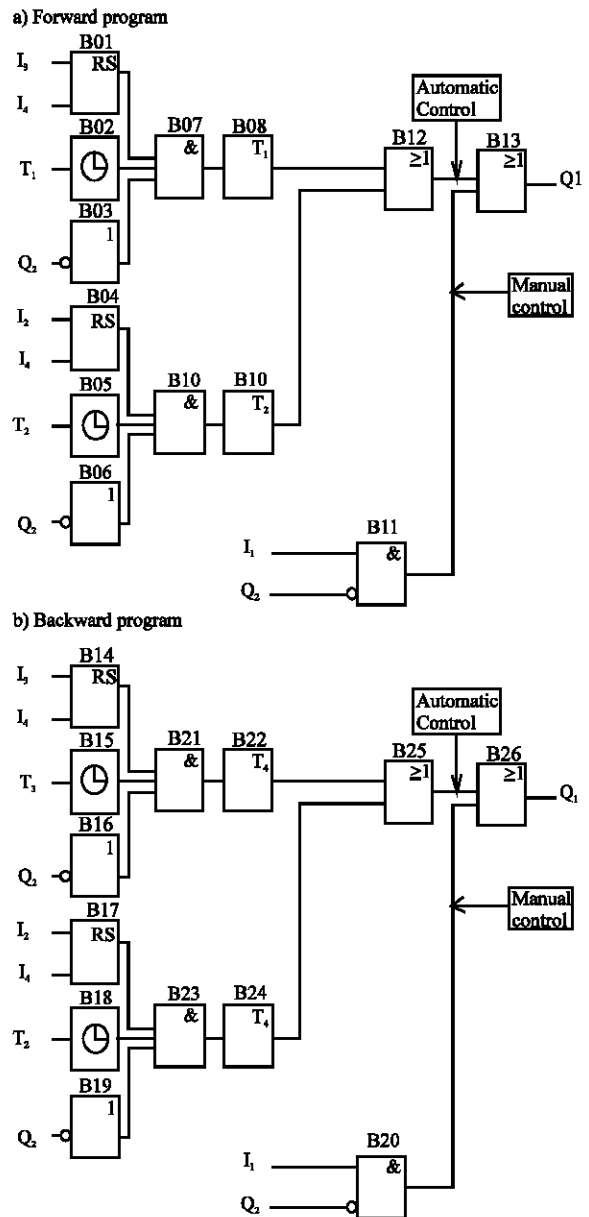 a) Forward program
B01
I₃
RS
I₄
B02
T₁
B03
1
Q₂
B07
&
B08
T₁
B04
I₂
RS
I₄
B05
T₂
B06
1
Q₂
B10
&
B10
T₂
B12
≥1
Automatic
Control
B13
≥1
Q1
Manual
control
B11
I₁
&
Q₂
b) Backward program
B14
I₃
RS
I₄
B15
T₃
B16
1
Q₂
B21
&
B22
T₄
B17
I₂
RS
I₄
B18
T₂
B19
1
Q₂
B23
&
B24
T₄
B25
≥1
Automatic
Control
B26
≥1
Q₁
Manual
control
B20
I₁
&
Q₂